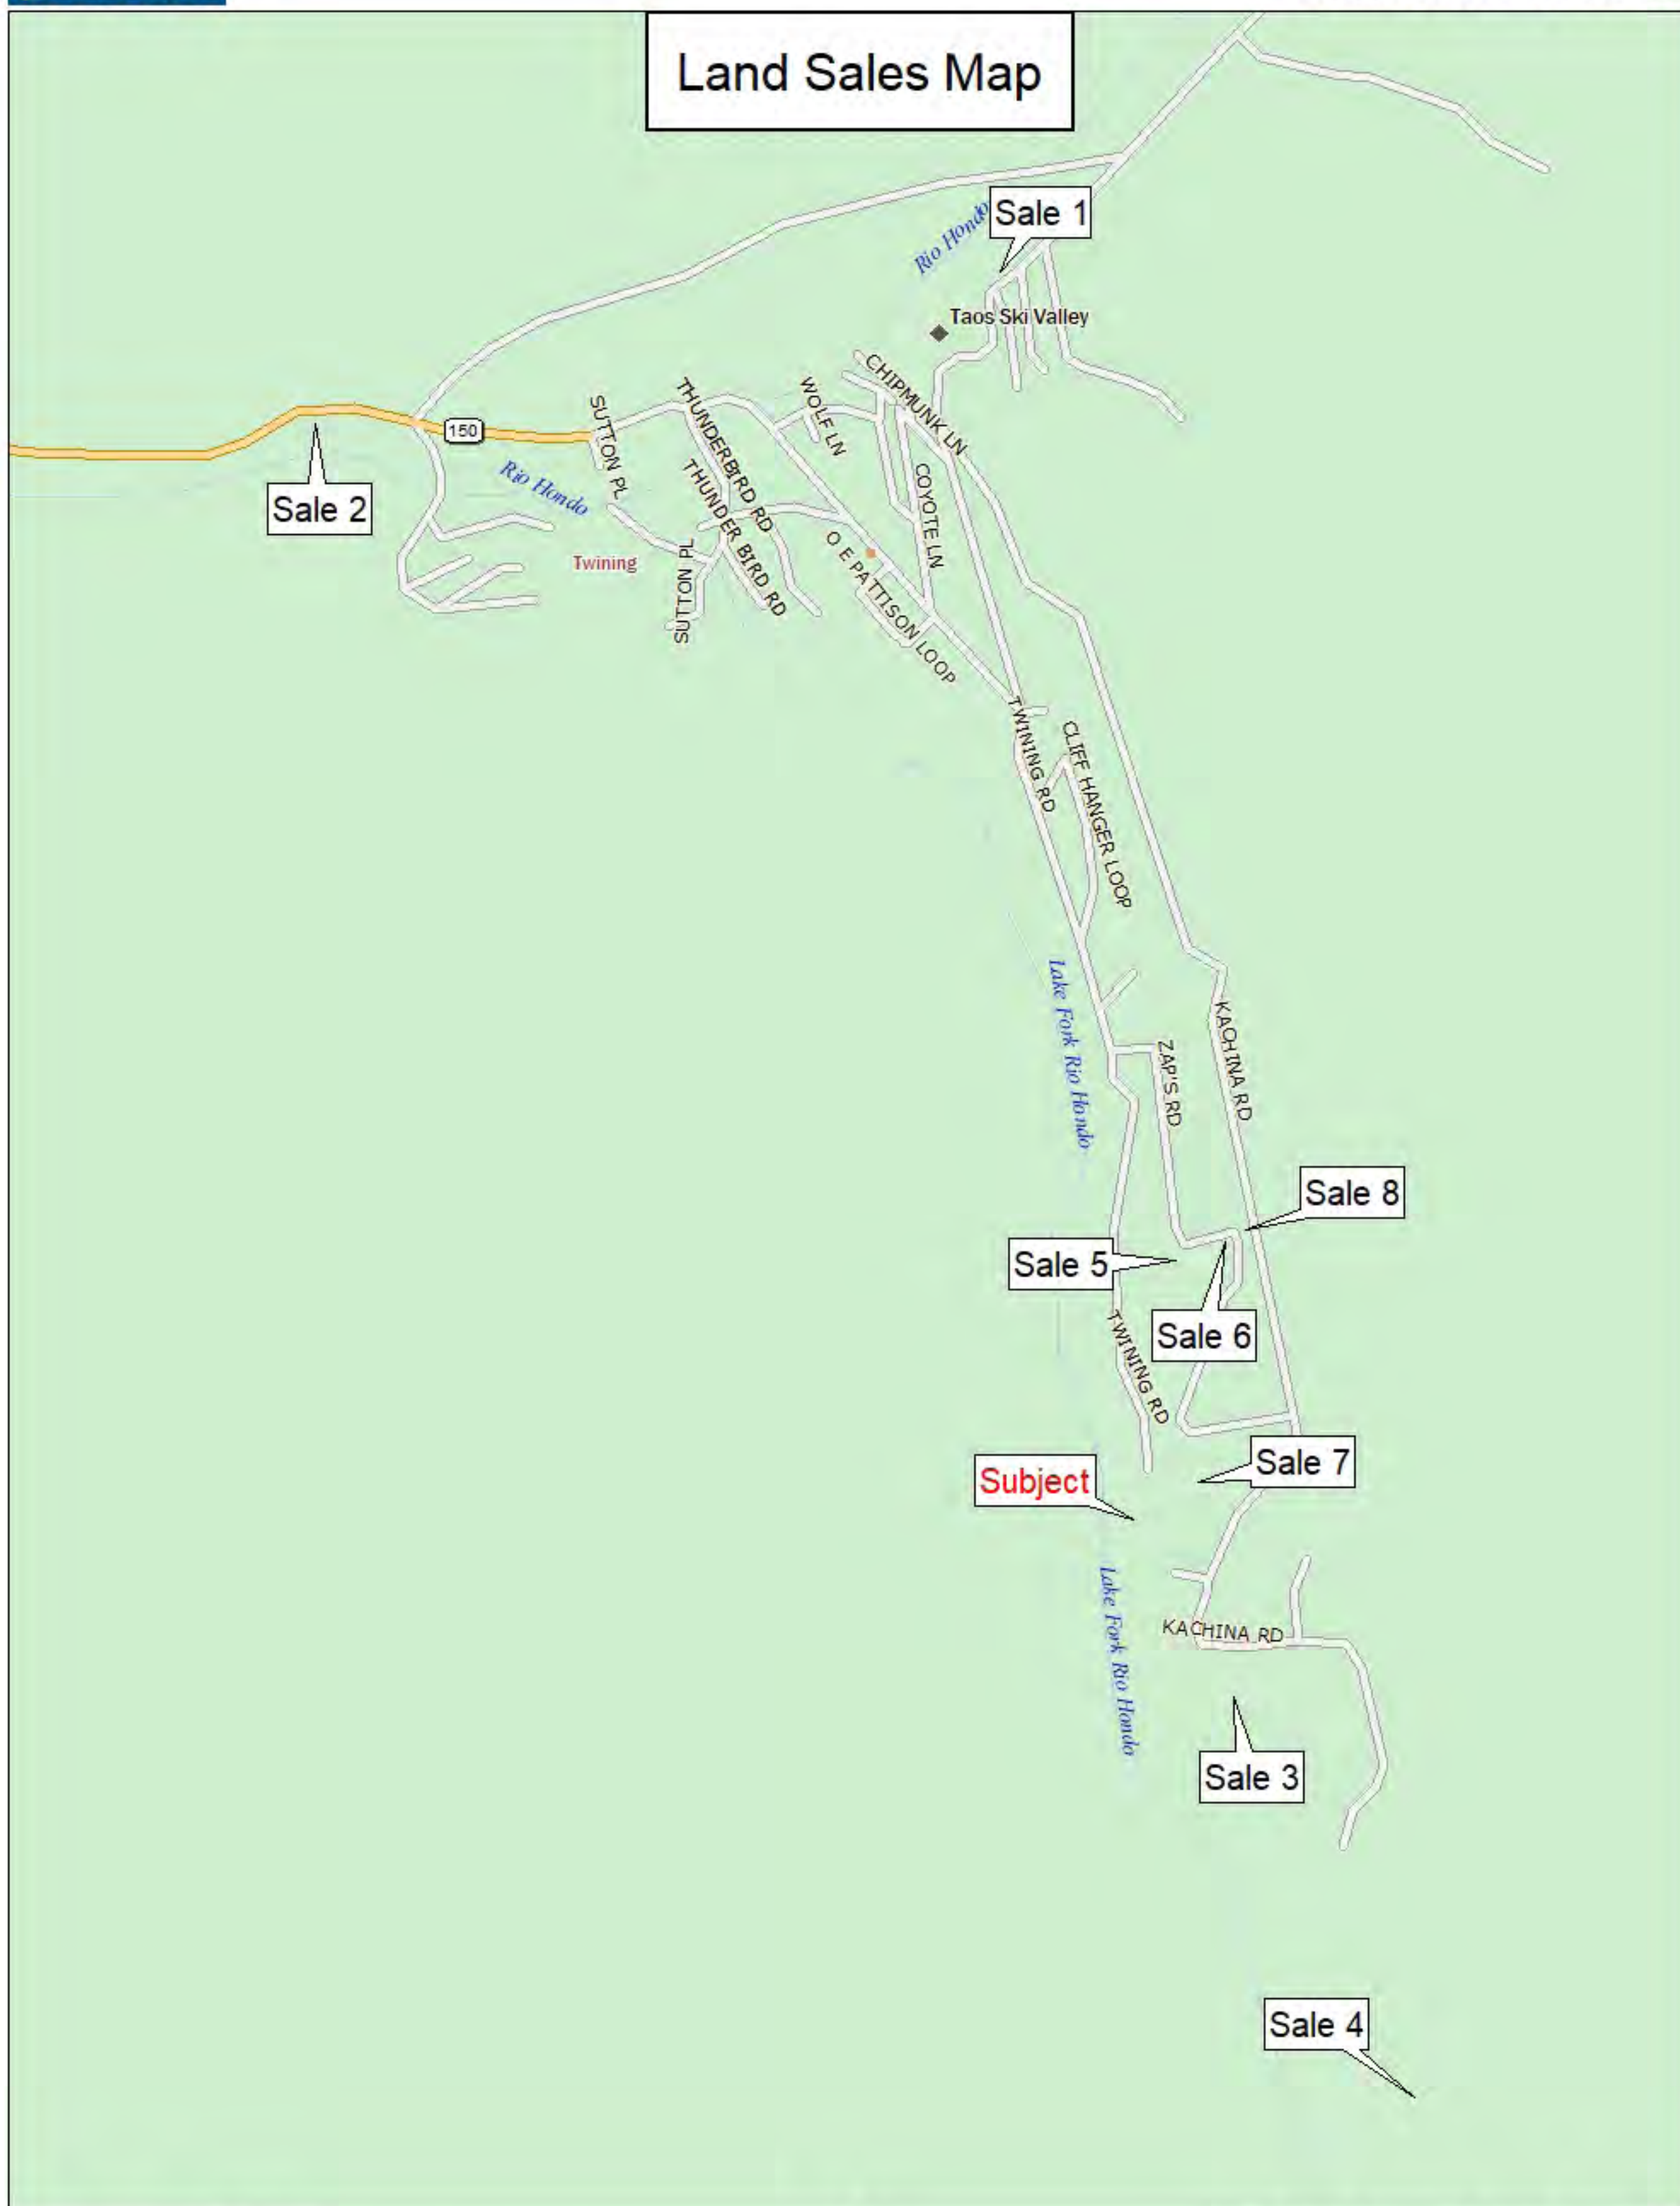 Land Sales Map
Sale 1
Rio Hondo
Taos Ski Valley
CHIPMUNK LN
WOLF LN
THUNDERBIRD RD
SUTTON PL
150
Sale 2
Rio Hondo
THUNDER BIRD RD
COYOTE LN
Twining
SUTTON PL
O E PATTISON LOOP
TWINING RD
CLIFF HANGER LOOP
Lake Fork Rio Hondo
KACHINA RD
ZAP'S RD
Sale 8
Sale 5
Sale 6
TWINING RD
Sale 7
Subject
Lake Fork Rio Hondo
KACHINA RD
Sale 3
Sale 4